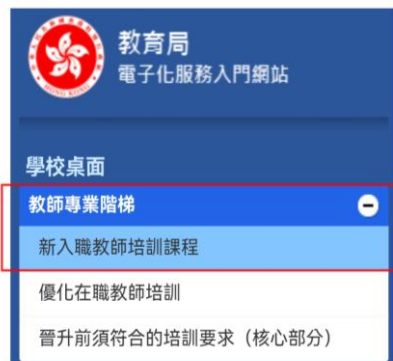 教育局
電子化服務入門網站
學校桌面
教師專業階梯
新入職教師培訓課程
優化在職教師培訓
晉升前須符合的培訓要求（核心部分）